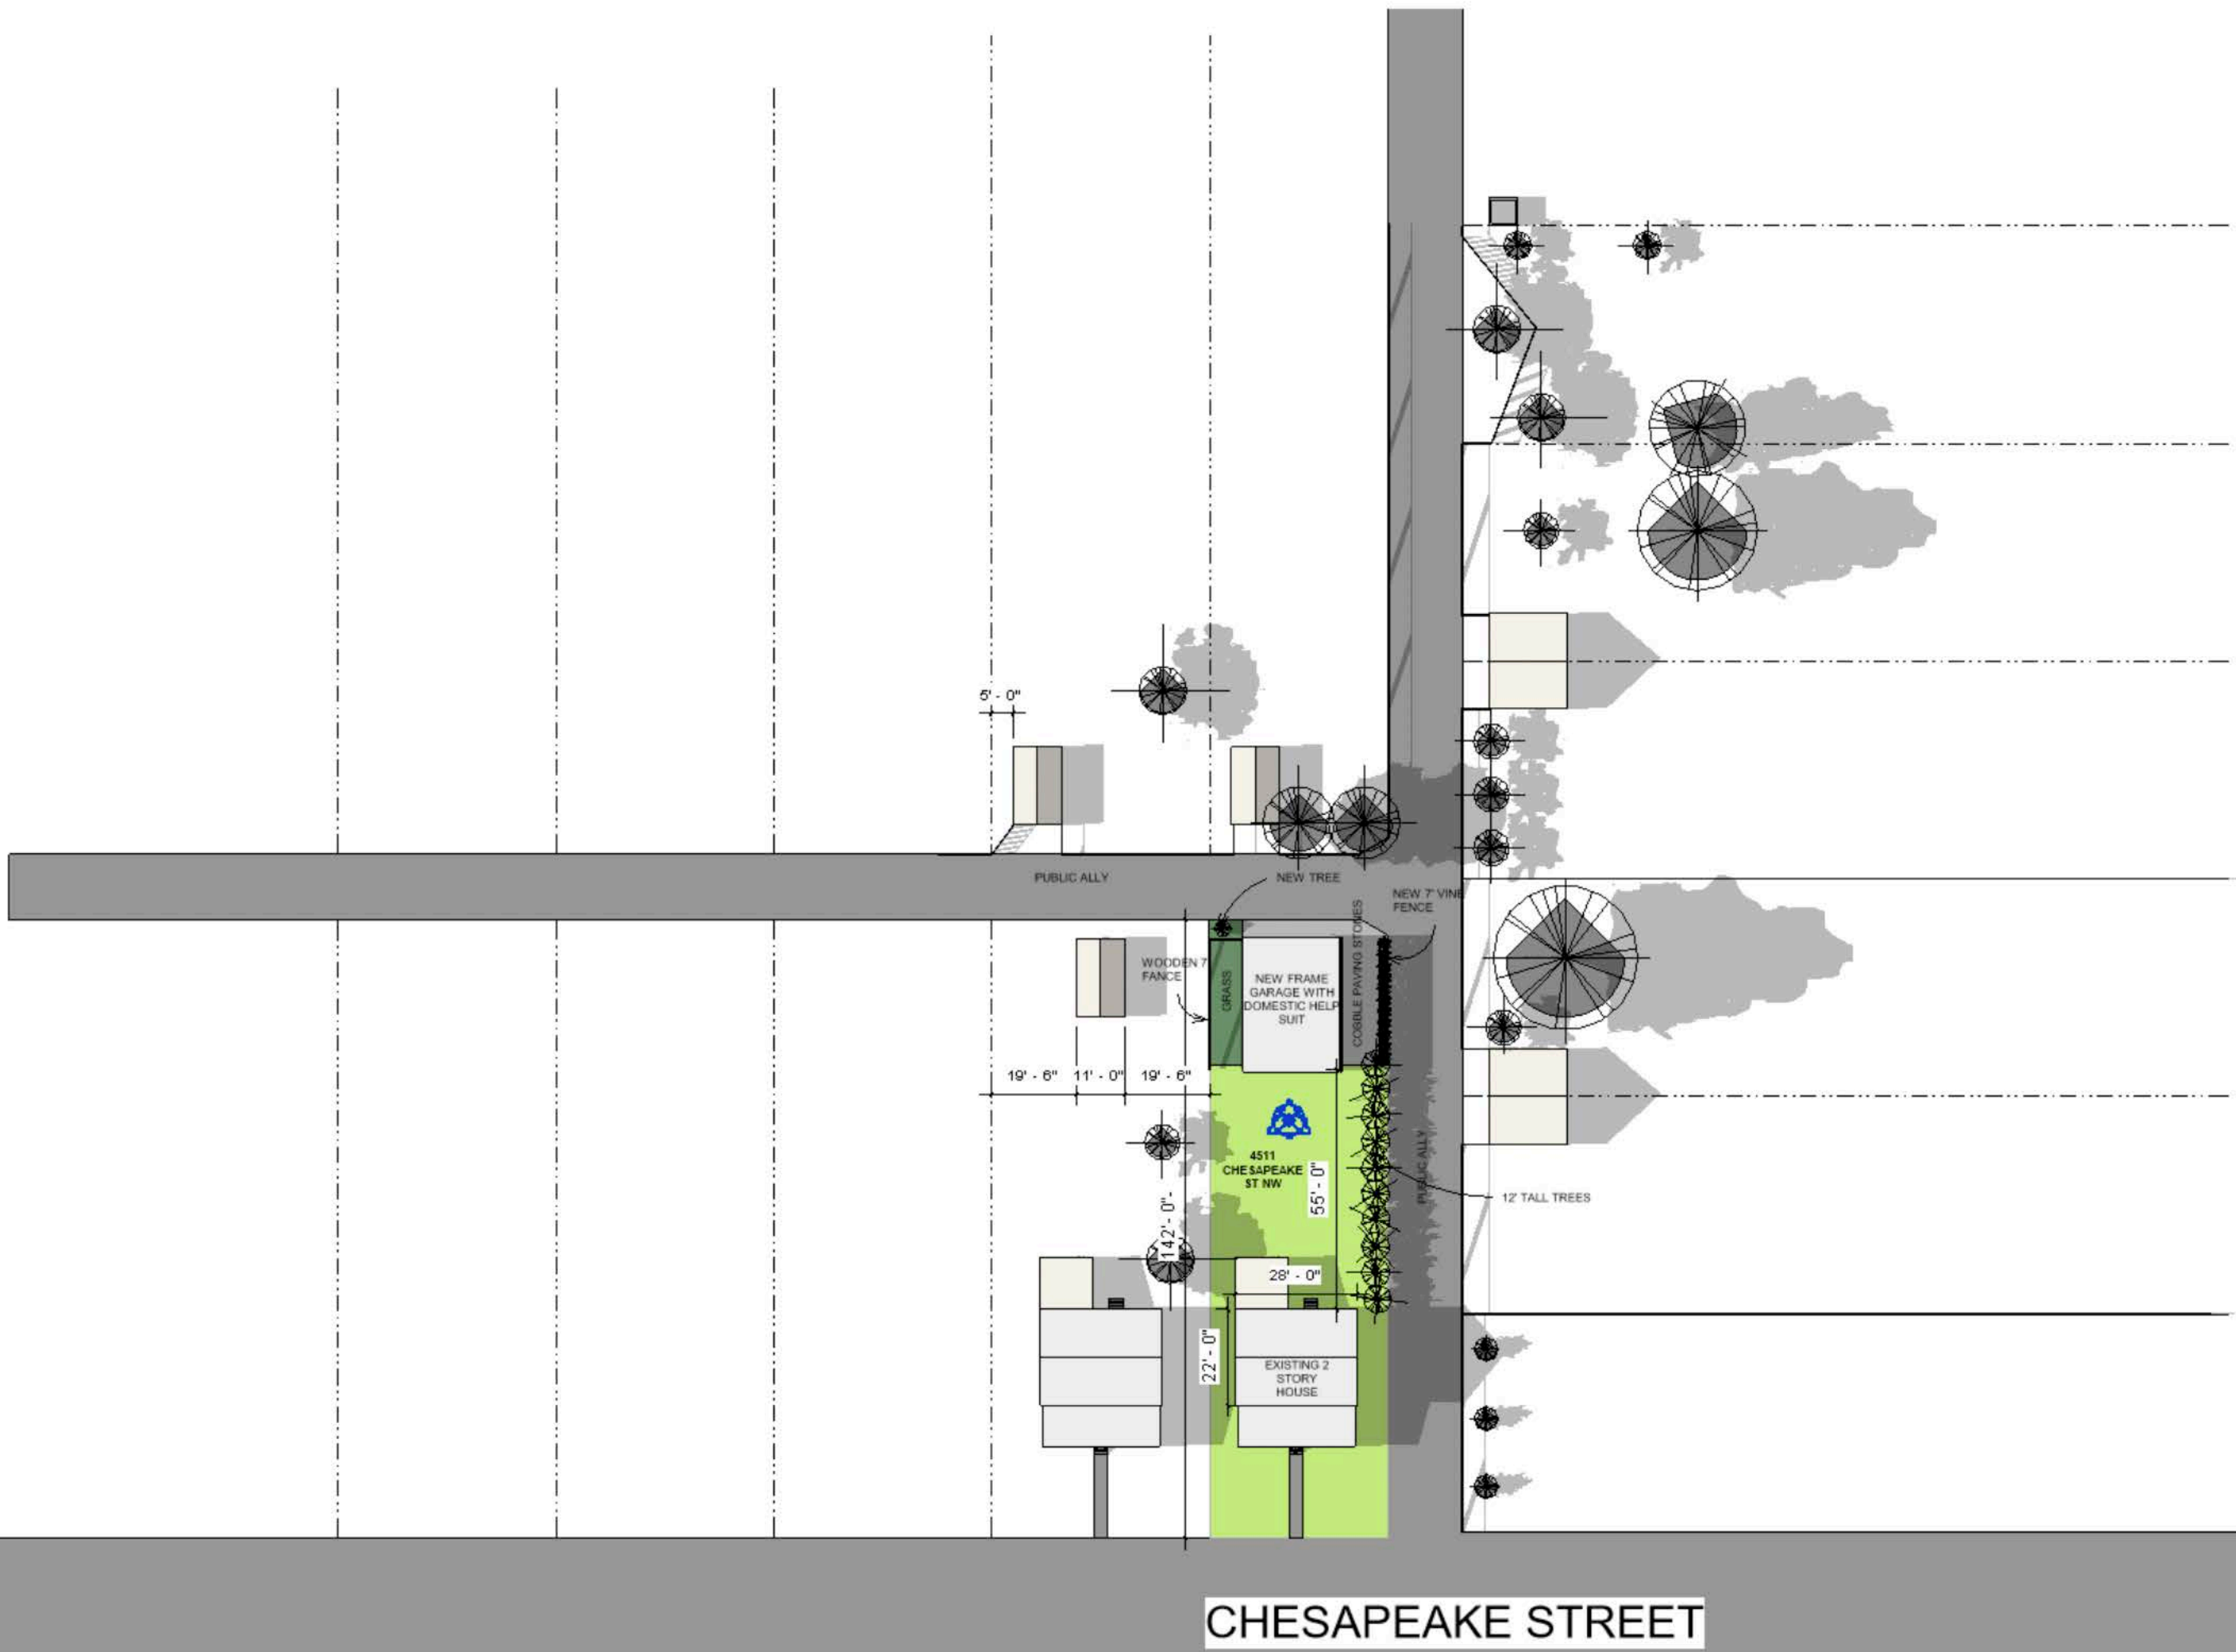 5' - 0"
PUBLIC ALLY
NEW TREE
NEW 7' VINE
FENCE
WOODEN 7'
FANCE
GRASS
NEW FRAME
GARAGE WITH
DOMESTIC HELP
SUIT
COBBLE PAVING STONES
19' - 6"
11' - 0"
19' - 6"
4511
CHESAPEAKE
ST NW
55' - 0"
PUBLIC ALLY
12' TALL TREES
142' - 0"
28' - 0"
22' - 0"
EXISTING 2
STORY
HOUSE
CHESAPEAKE STREET